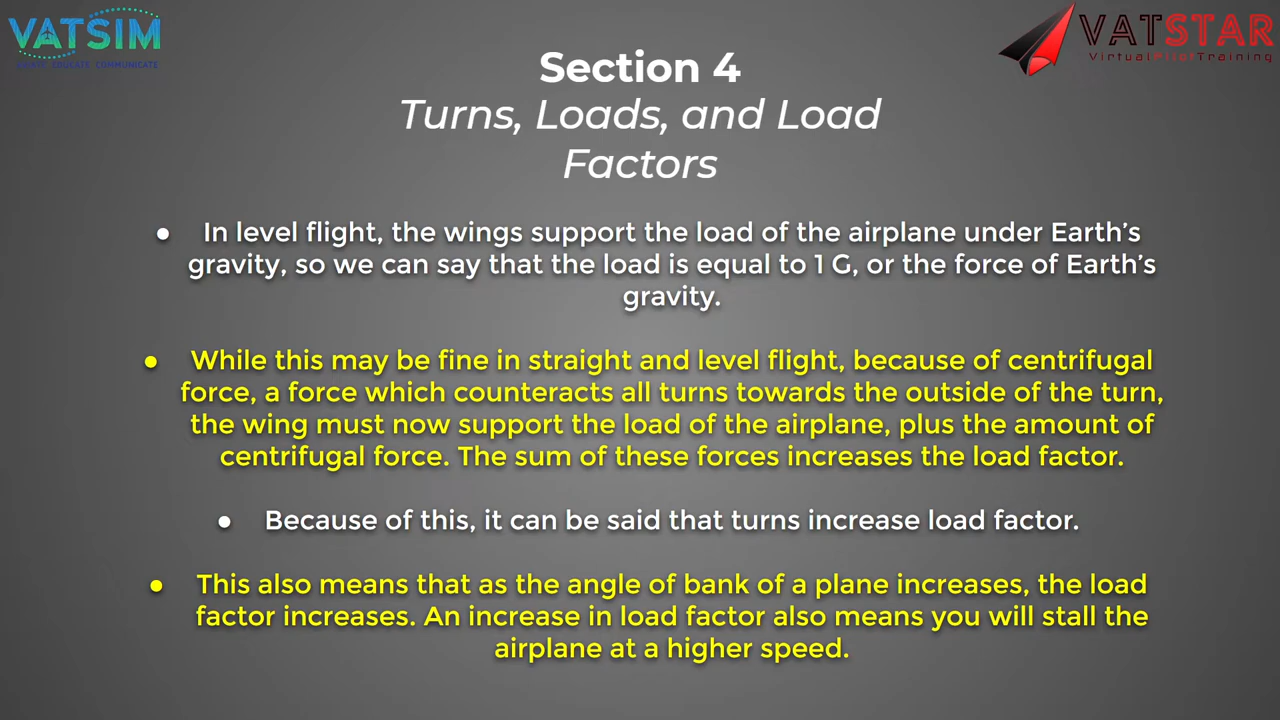 VATSIM
EDUCATE COMMUNICATE
VATSTAR
VirtualPilotTraining
Section 4
Turns, Loads, and Load
Factors
● In level flight, the wings support the load of the airplane under Earth’s
gravity, so we can say that the load is equal to 1 G, or the force of Earth’s
gravity.
● While this may be fine in straight and level flight, because of centrifugal
force, a force which counteracts all turns towards the outside of the turn,
the wing must now support the load of the airplane, plus the amount of
centrifugal force. The sum of these forces increases the load factor.
● Because of this, it can be said that turns increase load factor.
● This also means that as the angle of bank of a plane increases, the load
factor increases. An increase in load factor also means you will stall the
airplane at a higher speed.